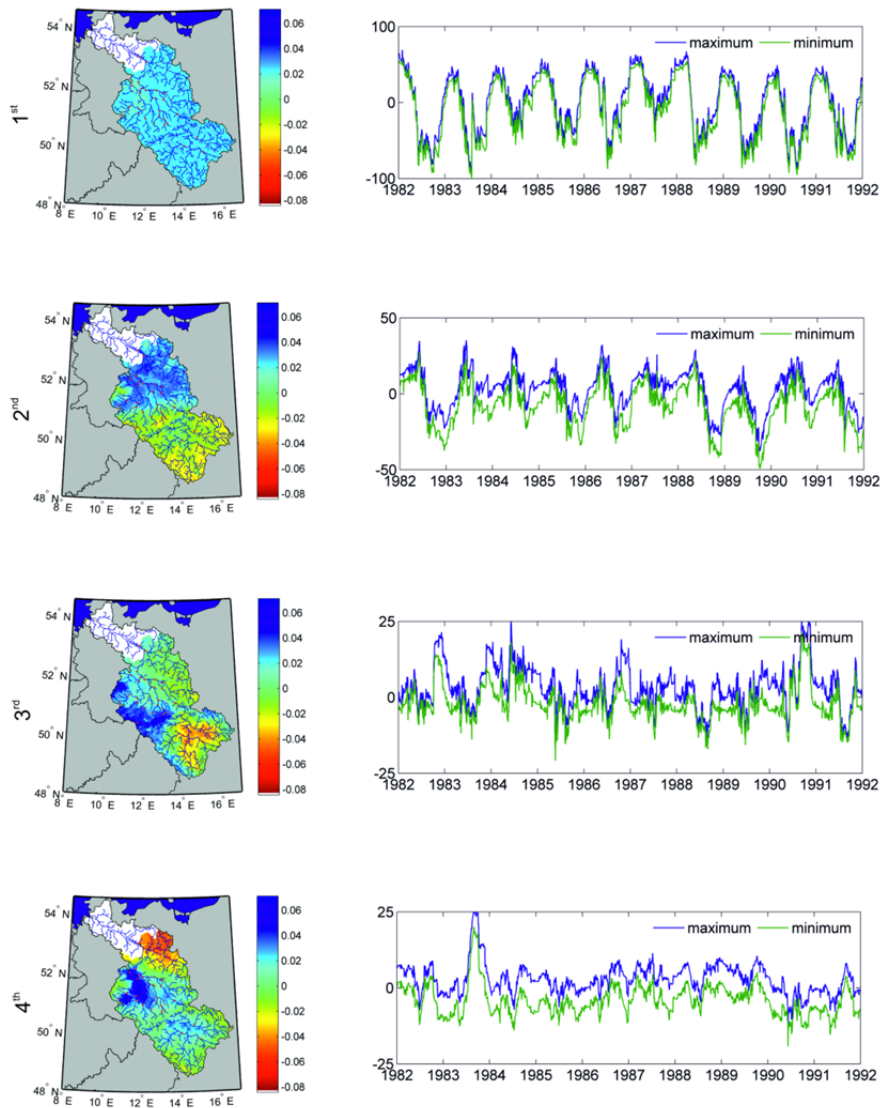 1st
54° N
52
50
48° N
8° E
10° E
12° E
14° E
16° E
0.06
0.04
0.02
0
-0.02
-0.04
-0.06
-0.08
maximum
minimum
0
-100
1982 1983 1984 1985 1986 1987 1988 1989 1990 1991 1992
2nd
54° N
52° N
50° N
48° N
8° E
10° E
12° E
14° E
16° E
0.06
0.04
0.02
0
-0.02
-0.04
-0.06
-0.08
50
maximum
minimum
0
-50
1982 1983 1984 1985 1986 1987 1988 1989 1990 1991 1992
3rd
54° N
52° N
50° N
48° N
8° E
10° E
12° E
14° E
16° E
0.06
0.04
0.02
0
-0.02
-0.04
-0.06
-0.08
25
maximum
minimum
0
-25
1982 1983 1984 1985 1986 1987 1988 1989 1990 1991 1992
4th
54° N
52° N
50° N
48° N
8° E
10° E
12° E
14° E
16° E
0.06
0.04
0.02
0
-0.02
-0.04
-0.06
-0.08
25
maximum
minimum
0
-25
1982 1983 1984 1985 1986 1987 1988 1989 1990 1991 1992